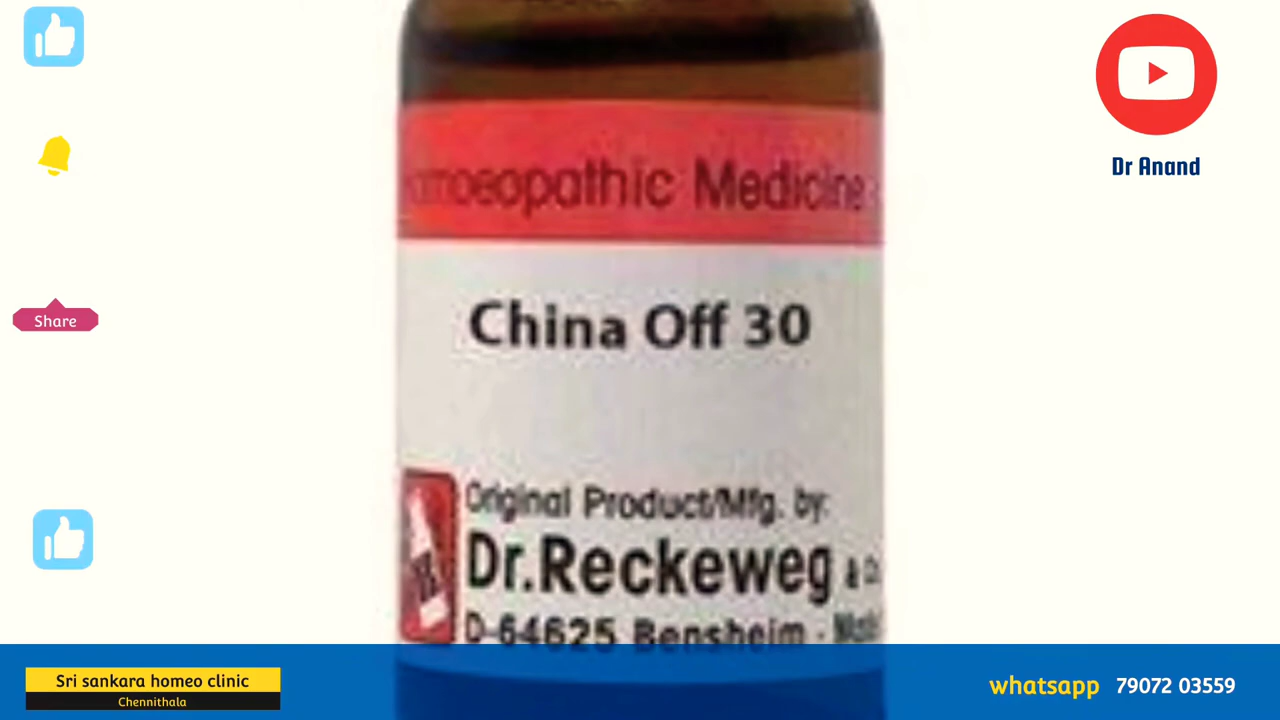 Dr Anand
Homoeopathic Medicine
China Off 30
Share
Original Product/Mfg. by:
Dr.Reckeweg &
D-64625 Bensheim
Sri sankara homeo clinic
Chennithala
whatsapp 79072 03559